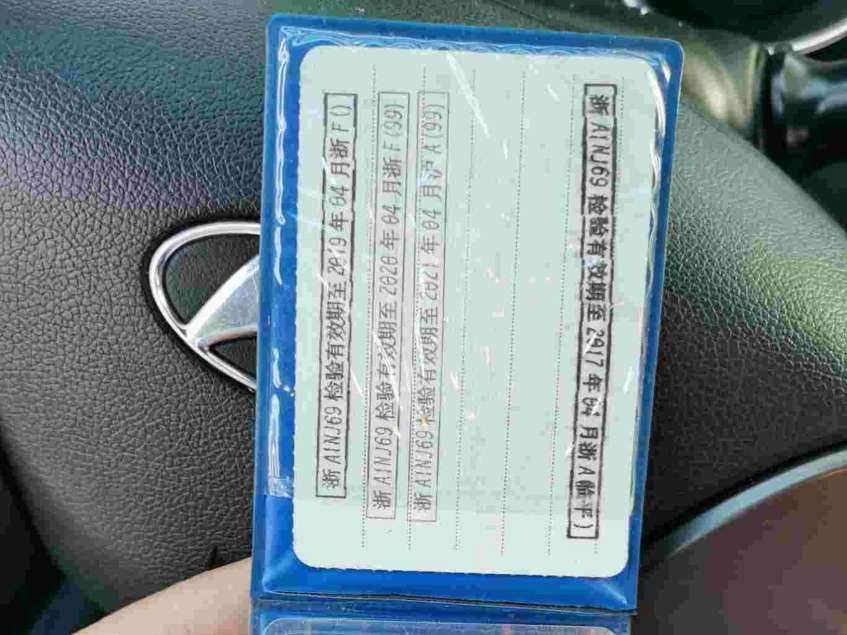 浙A1NJ69检验有效期至2019年04月浙F()
浙A1NJ69检验有效期至2020年04月浙F(99)
浙A1NJ69检验有效期至2021年04月沪A(99)
浙A1NJ69检验有效期至2017年04月浙A(临平)